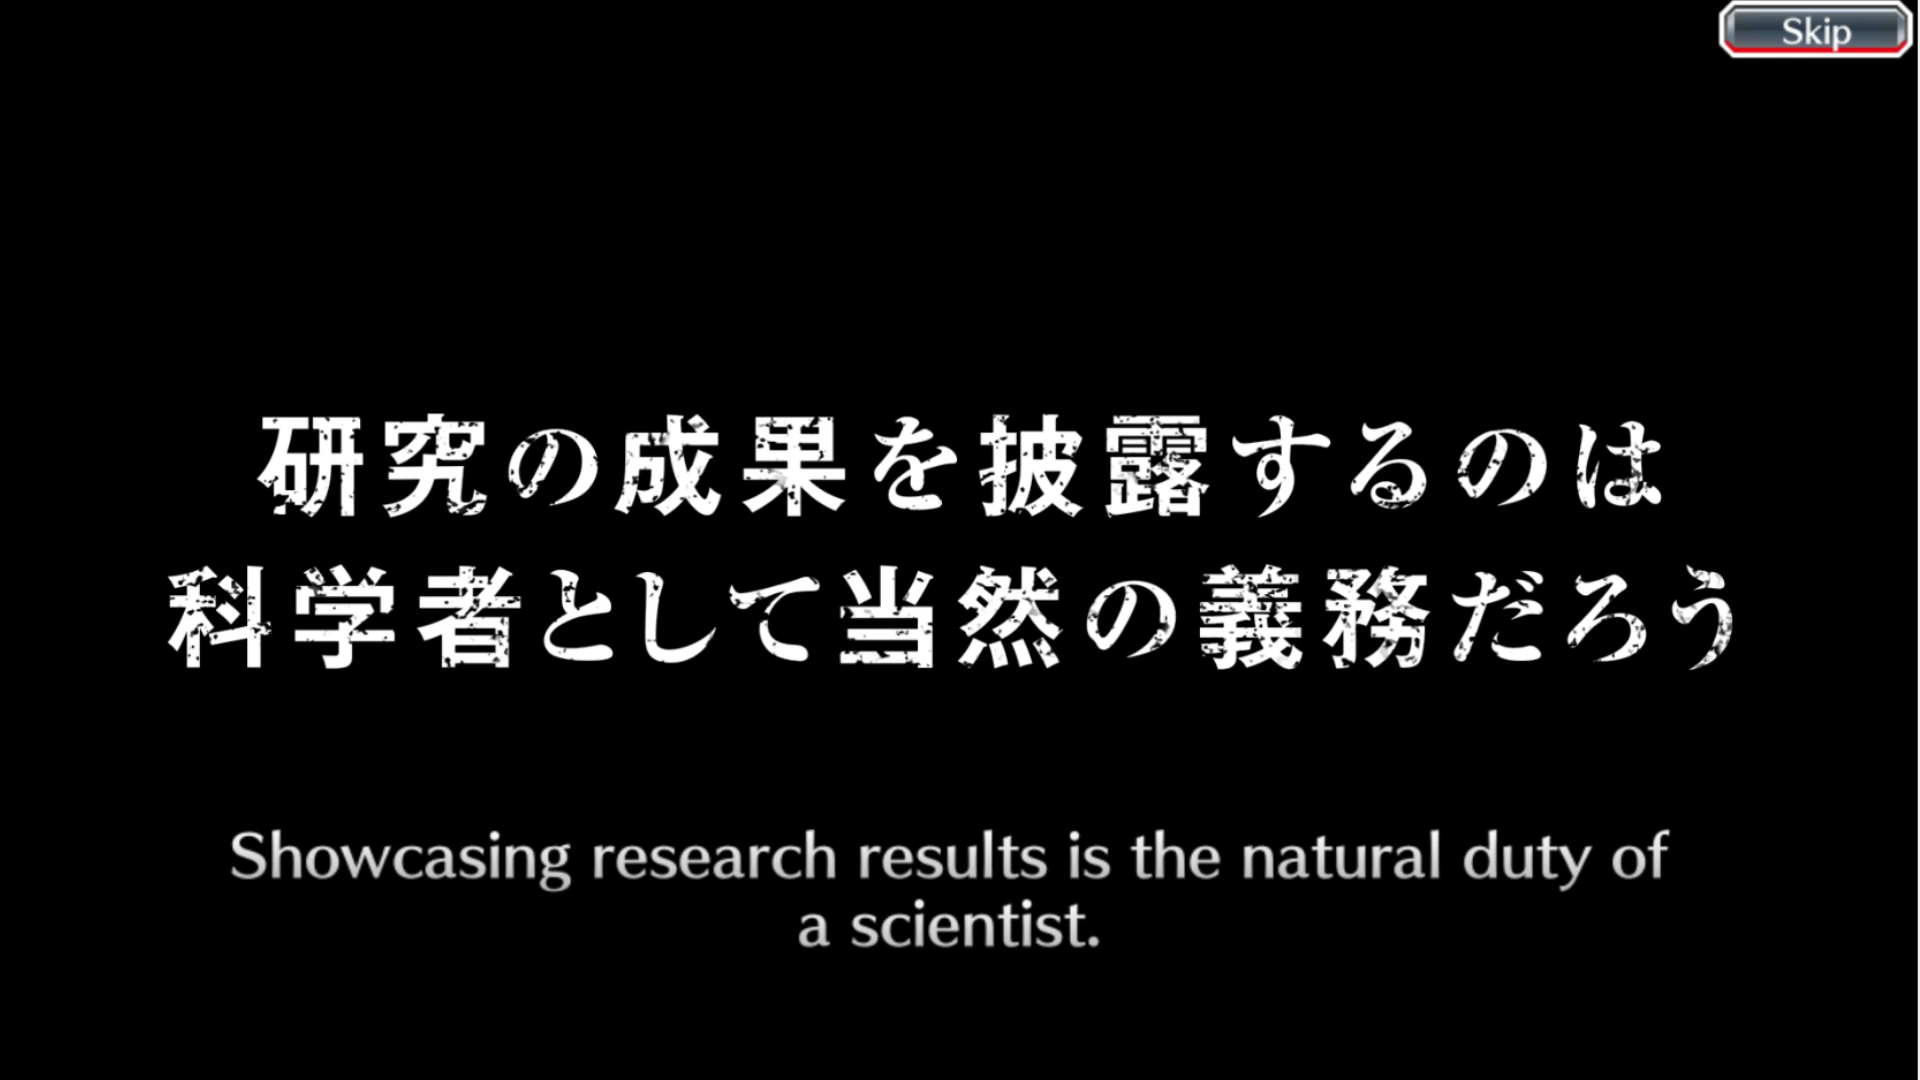 Skip
研究の成果を披露するのは
科学者として当然の義務だろう
Showcasing research results is the natural duty of
a scientist.